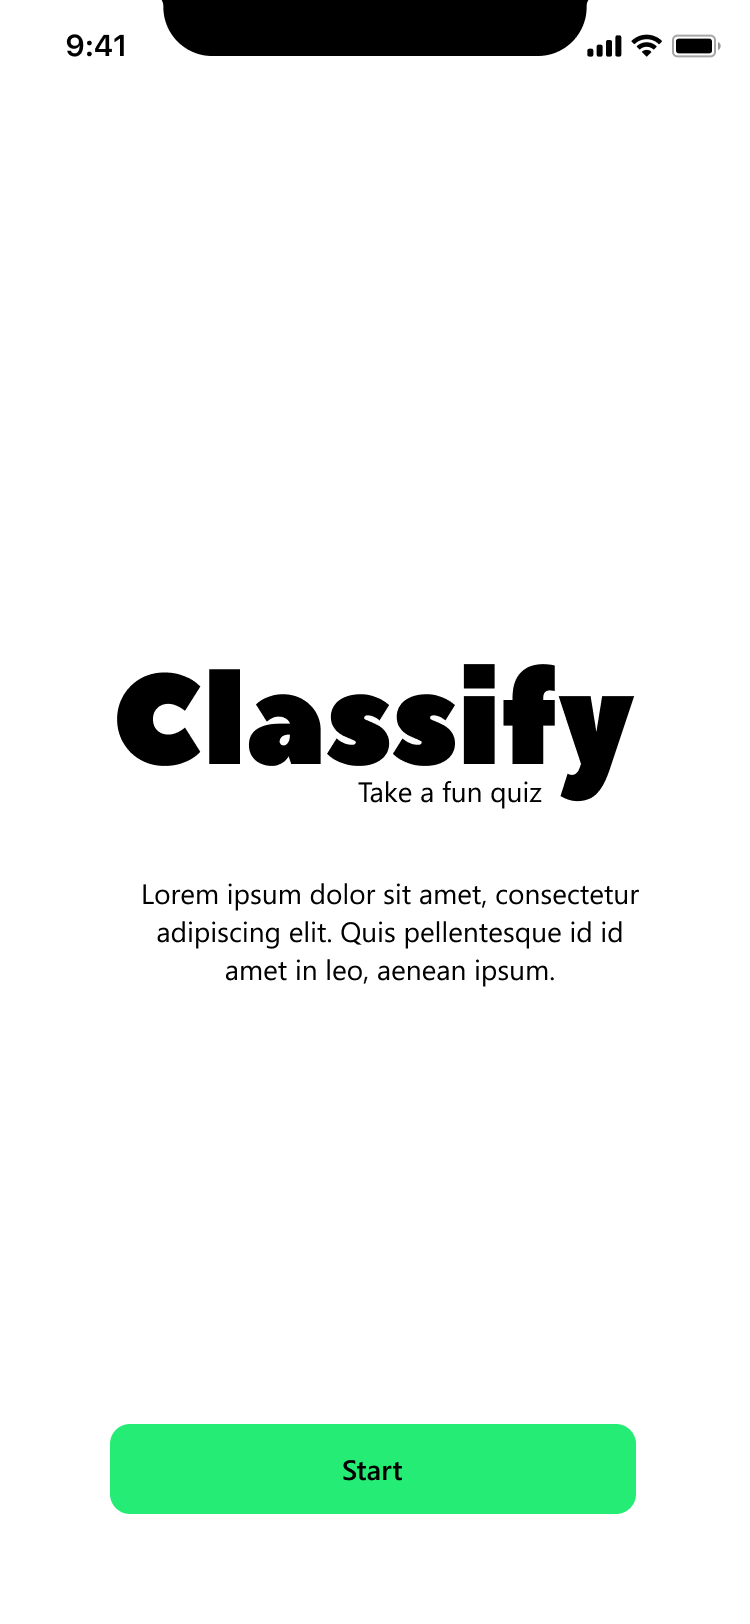 9:41
Classify
Take a fun quiz
Lorem ipsum dolor sit amet, consectetur
adipiscing elit. Quis pellentesque id id
amet in leo, aenean ipsum.
Start